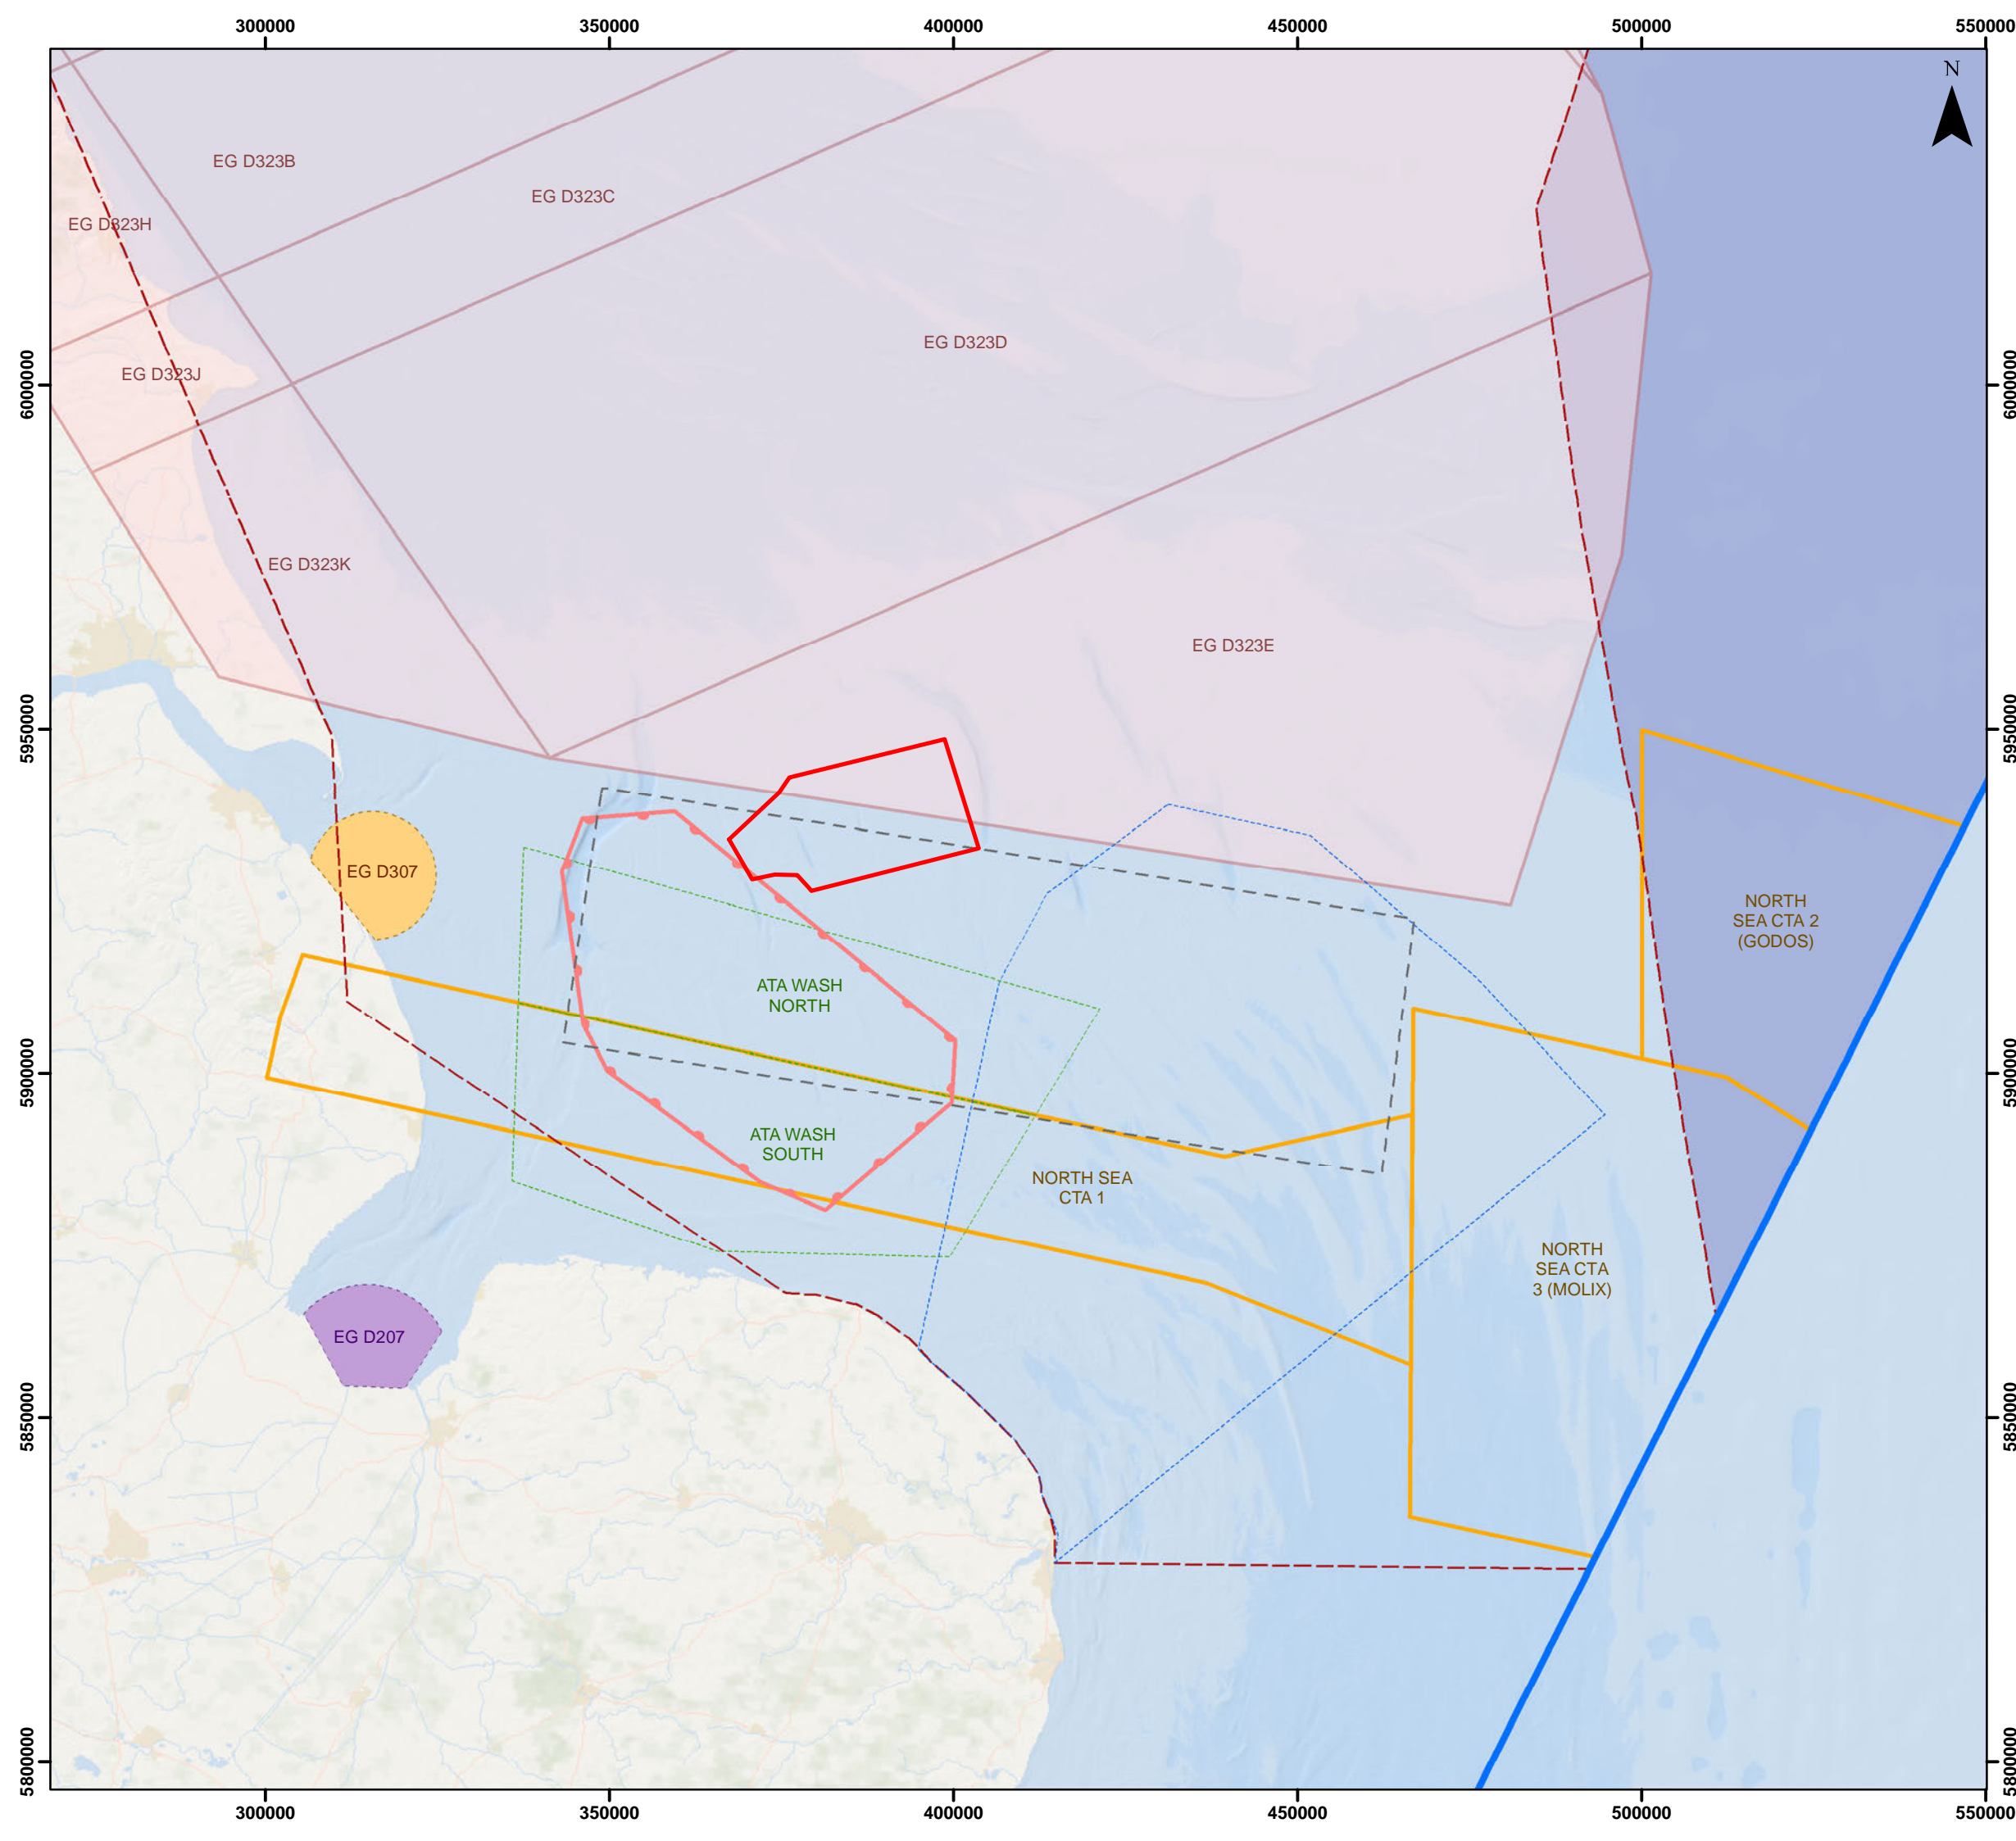 300000 350000 400000 450000 500000 550000
N
EG D323B
EG D323C
EG D323H
EG D323D
6000000 6000000
EG D323J
EG D323K
EG D323E
5950000 5950000
EG D307
NORTH
SEA CTA 2
(GODOS)
ATA WASH
NORTH
5900000 5900000
ATA WASH
SOUTH
NORTH SEA
CTA 1
NORTH
SEA CTA
3 (MOLIX)
EG D207
5850000 5850000
5800000 5800000
300000 350000 400000 450000 500000 550000